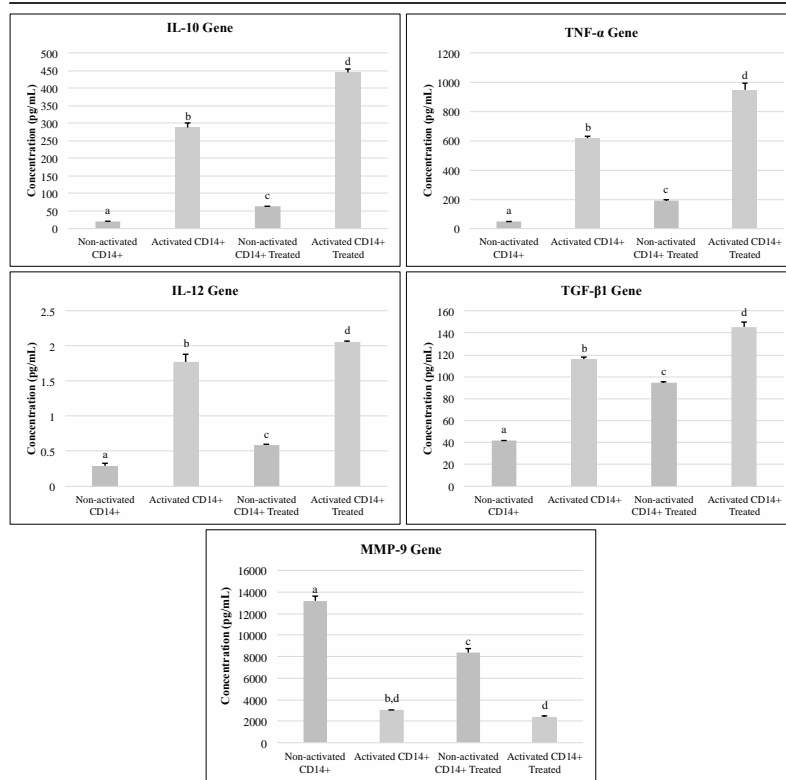 IL-10 Gene
Concentration (pg/mL)
500
450
400
350
300
250
200
150
100
50
0
a
b
c
d
Non-activated
CD14+
Activated CD14+
Non-activated
CD14+ Treated
Activated CD14+
Treated
TNF-α Gene
Concentration (pg/mL)
1200
1000
800
600
400
200
0
a
b
c
d
Non-activated
CD14+
Activated CD14+
Non-activated
CD14+ Treated
Activated CD14+
Treated
IL-12 Gene
Concentration (pg/mL)
2.5
2
1.5
1
0.5
0
a
b
c
d
Non-activated
CD14+
Activated CD14+
Non-activated
CD14+ Treated
Activated CD14+
Treated
TGF-β1 Gene
Concentration (pg/mL)
160
140
120
100
80
60
40
20
0
a
b
c
d
Non-activated
CD14+
Activated CD14+
Non-activated
CD14+ Treated
Activated CD14+
Treated
MMP-9 Gene
Concentration (pg/mL)
16000
14000
12000
10000
8000
6000
4000
2000
0
a
b,d
c
d
Non-activated
CD14+
Activated CD14+
Non-activated
CD14+ Treated
Activated CD14+
Treated